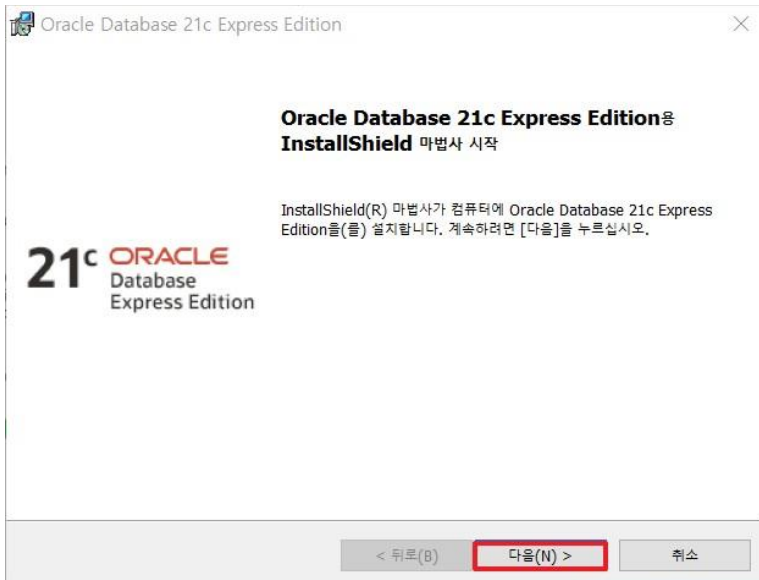 Oracle Database 21c Express Edition
Oracle Database 21c Express Edition용
InstallShield 마법사 시작
InstallShield(R) 마법사가 컴퓨터에 Oracle Database 21c Express
Edition을(를) 설치합니다. 계속하려면 [다음]을 누르십시오.
21c ORACLE
Database
Express Edition
< 뒤로(B) 다음(N) > 취소